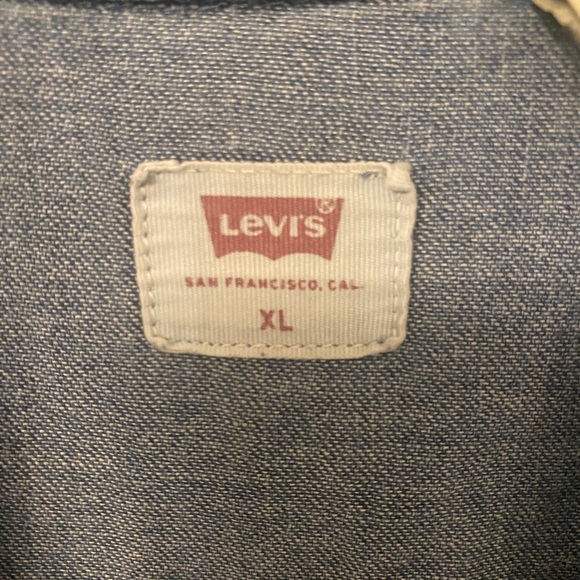 LEVI'S®
SAN FRANCISCO, CAL.
XL